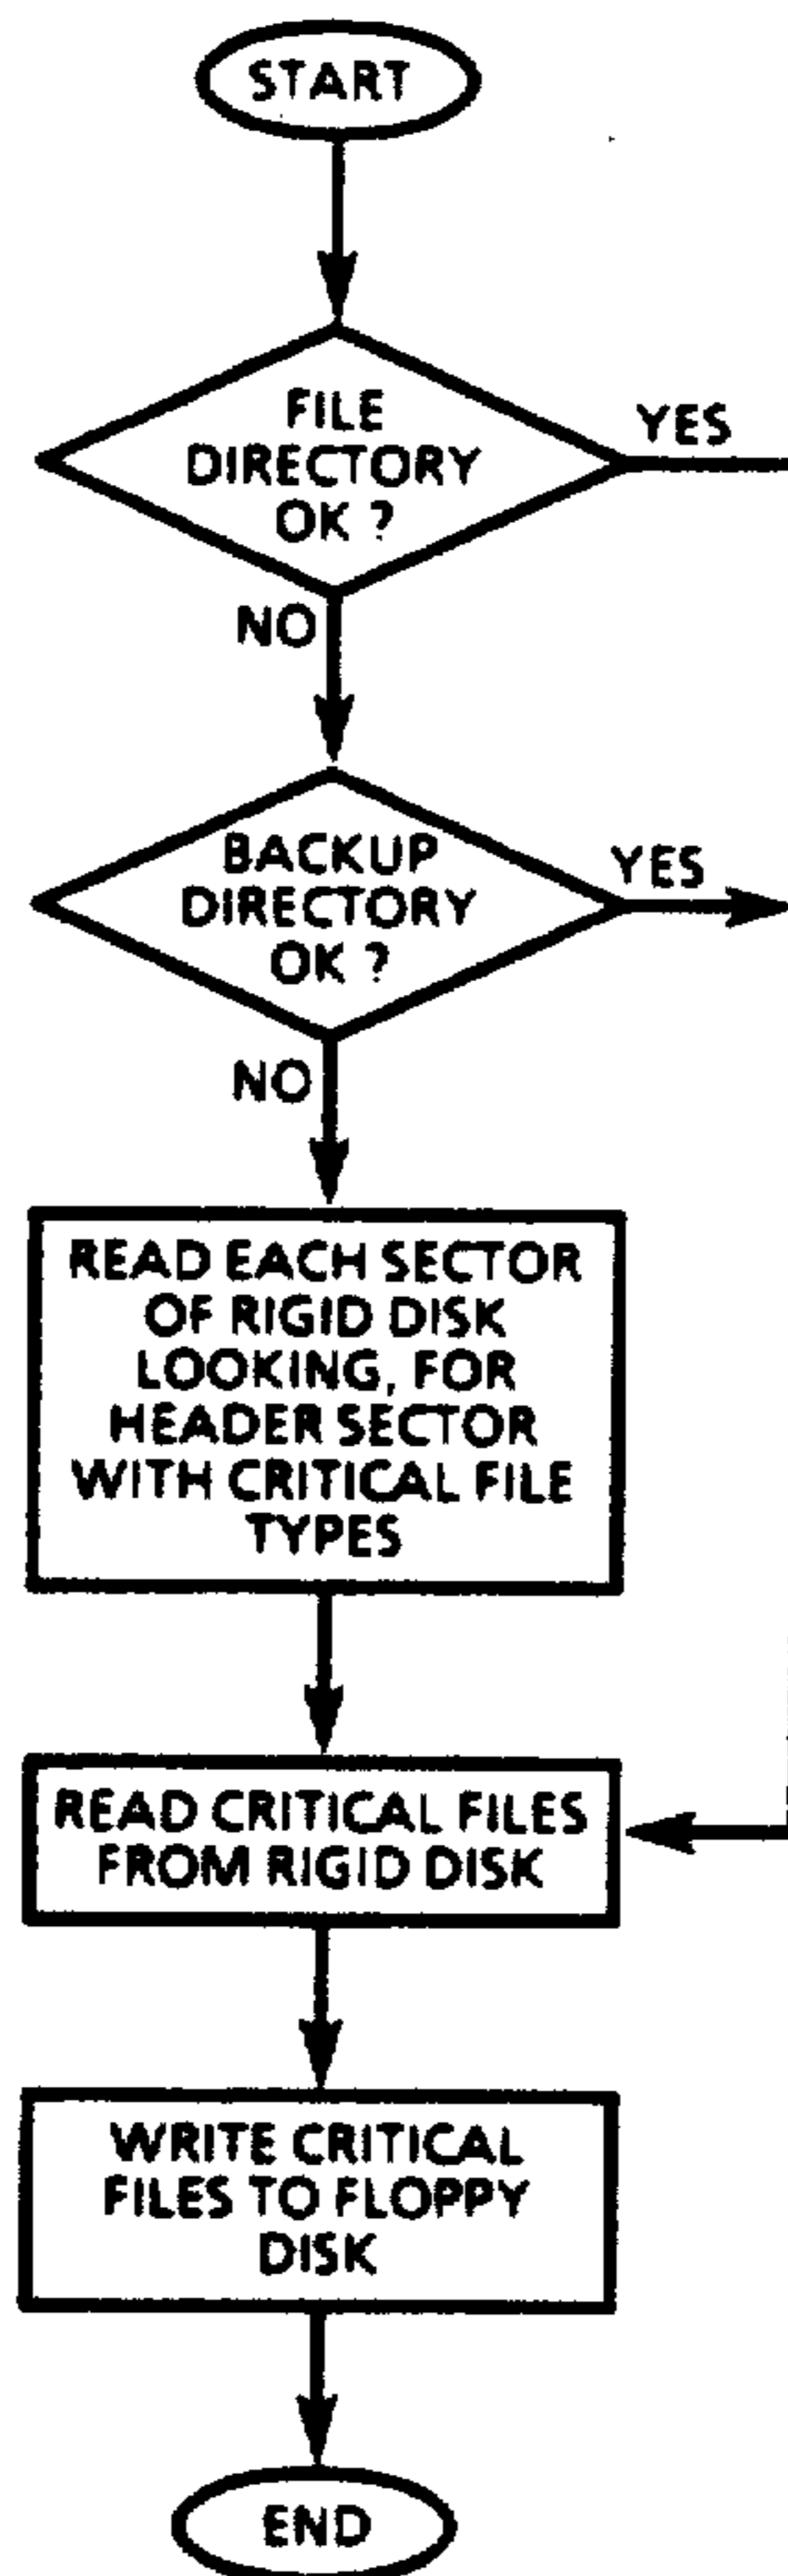 START
FILE
DIRECTORY
OK ?
YES
NO
BACKUP
DIRECTORY
OK ?
YES
NO
READ EACH SECTOR
OF RIGID DISK
LOOKING, FOR
HEADER SECTOR
WITH CRITICAL FILE
TYPES
READ CRITICAL FILES
FROM RIGID DISK
WRITE CRITICAL
FILES TO FLOPPY
DISK
END